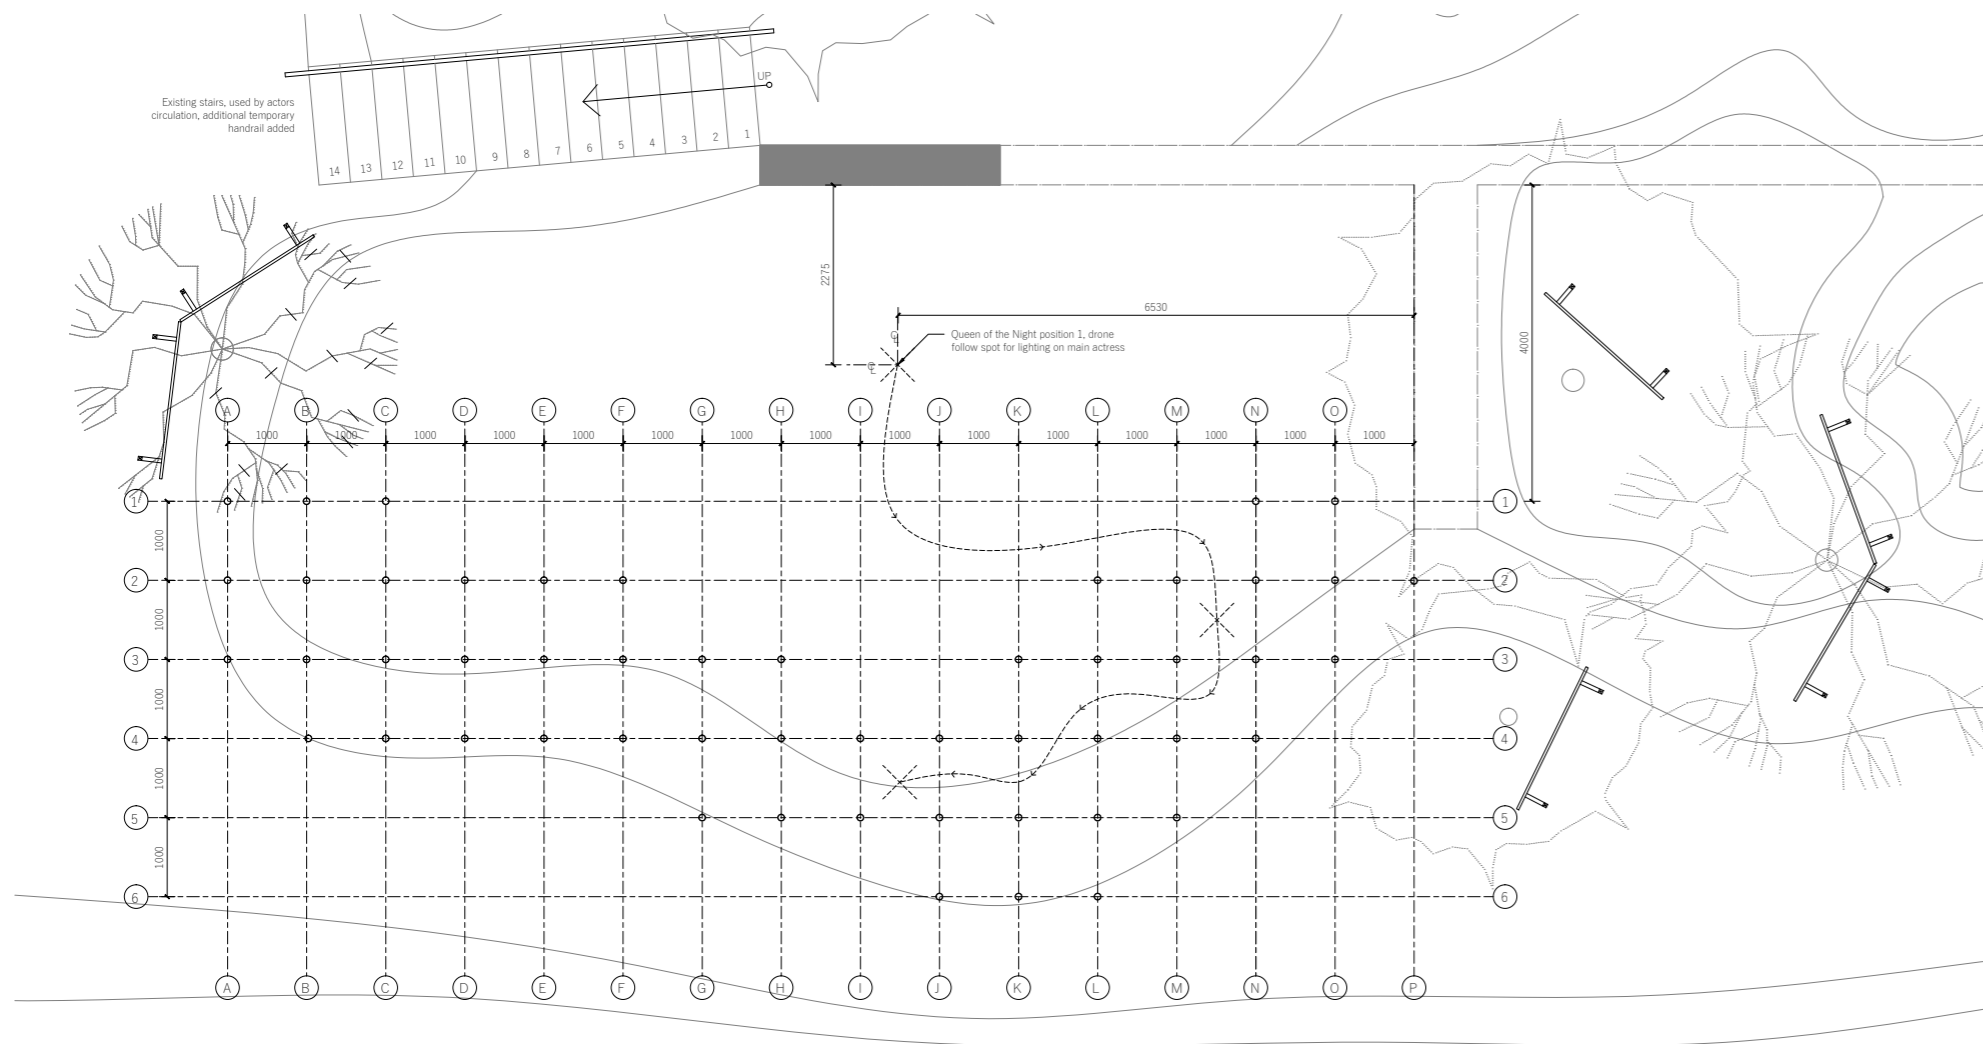 UP
Existing stairs, used by actors
circulation, additional temporary
handrail added
14 13 12 11 10 9 8 7 6 5 4 3 2 1
2275
6530
Queen of the Night position 1, drone
follow spot for lighting on main actress
CL
CL
4000
A B C D E F G H I J K L M N O
1000 1000 1000 1000 1000 1000 1000 1000 1000 1000 1000 1000 1000 1000 1000
1 1
1000
2 2
1000
3 3
1000
4 4
1000
5 5
1000
6 6
A B C D E F G H I J K L M N O P